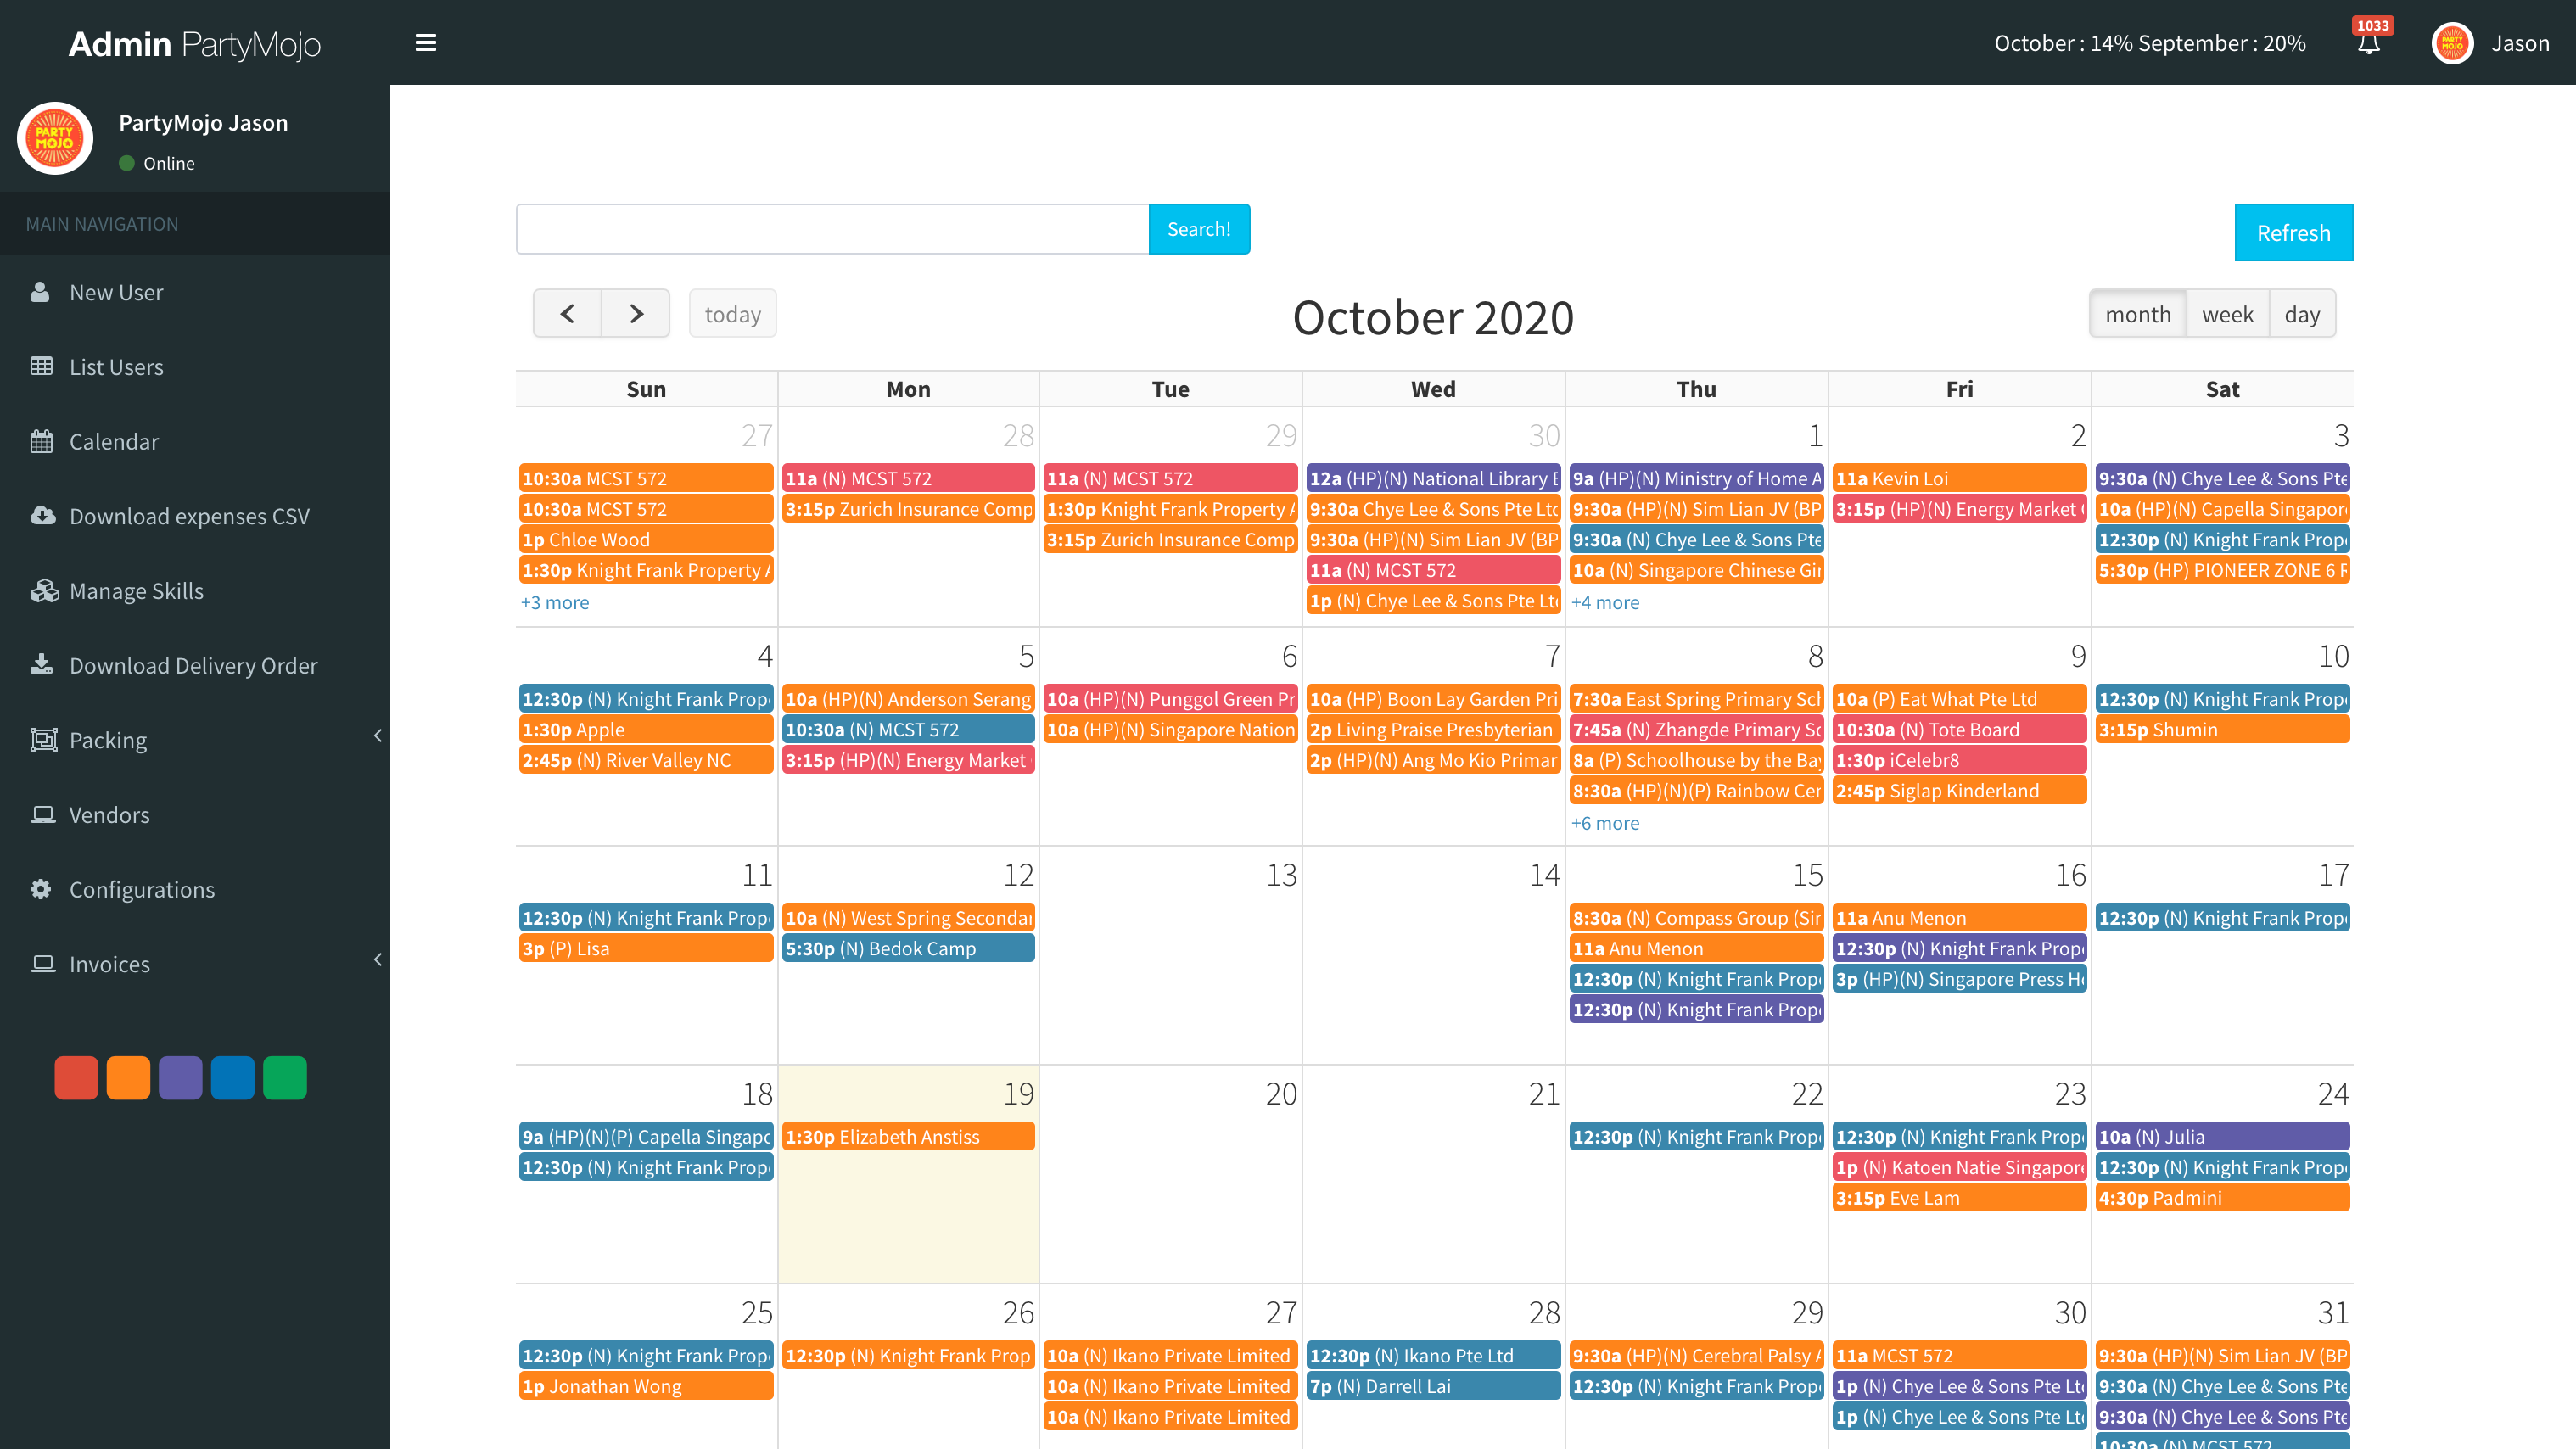 Admin PartyMojo
October : 14% September : 20%
1033
PARTY MOJO
Jason
PARTY
MOJO
PartyMojo Jason
Online
MAIN NAVIGATION
New User
List Users
Calendar
Download expenses CSV
Manage Skills
Download Delivery Order
Packing
Vendors
Configurations
Invoices
Search!
Refresh
today
October 2020
month week day
Sun Mon Tue Wed Thu Fri Sat
27
10:30a MCST 572
10:30a MCST 572
1p Chloe Wood
1:30p Knight Frank Property
+3 more
28
11a (N) MCST 572
3:15p Zurich Insurance Comp
29
11a (N) MCST 572
1:30p Knight Frank Property
3:15p Zurich Insurance Comp
30
12a (HP)(N) National Library
9:30a Chye Lee & Sons Pte Ltd
9:30a (HP)(N) Sim Lian JV (BP
11a (N) MCST 572
1p (N) Chye Lee & Sons Pte Lt
1
9a (HP)(N) Ministry of Home A
9:30a (HP)(N) Sim Lian JV (BP
9:30a (N) Chye Lee & Sons Pte
10a (N) Singapore Chinese Gir
+4 more
2
11a Kevin Loi
3:15p (HP)(N) Energy Market
3
9:30a (N) Chye Lee & Sons Pte
10a (HP)(N) Capella Singapor
12:30p (N) Knight Frank Prop
5:30p (HP) PIONEER ZONE 6 R
4
12:30p (N) Knight Frank Prop
1:30p Apple
2:45p (N) River Valley NC
5
10a (HP)(N) Anderson Serang
10:30a (N) MCST 572
3:15p (HP)(N) Energy Market
6
10a (HP)(N) Punggol Green Pr
10a (HP)(N) Singapore Nation
7
10a (HP) Boon Lay Garden Pri
2p Living Praise Presbyterian
2p (HP)(N) Ang Mo Kio Primar
8
7:30a East Spring Primary Sch
7:45a (N) Zhangde Primary Sc
8a (P) Schoolhouse by the Bay
8:30a (HP)(N)(P) Rainbow Cen
+6 more
9
10a (P) Eat What Pte Ltd
10:30a (N) Tote Board
1:30p iCelebr8
2:45p Siglap Kinderland
10
12:30p (N) Knight Frank Prop
3:15p Shumin
11
12:30p (N) Knight Frank Prop
3p (P) Lisa
12
10a (N) West Spring Secondar
5:30p (N) Bedok Camp
13
14
15
8:30a (N) Compass Group (Sin
11a Anu Menon
12:30p (N) Knight Frank Prop
12:30p (N) Knight Frank Prop
16
11a Anu Menon
12:30p (N) Knight Frank Prop
3p (HP)(N) Singapore Press H
17
12:30p (N) Knight Frank Prop
18
9a (HP)(N)(P) Capella Singapo
12:30p (N) Knight Frank Prop
19
1:30p Elizabeth Anstiss
20
21
22
12:30p (N) Knight Frank Prop
23
12:30p (N) Knight Frank Prop
1p (N) Katoen Natie Singapore
3:15p Eve Lam
24
10a (N) Julia
12:30p (N) Knight Frank Prop
4:30p Padmini
25
12:30p (N) Knight Frank Prop
1p Jonathan Wong
26
12:30p (N) Knight Frank Prop
27
10a (N) Ikano Private Limited
10a (N) Ikano Private Limited
10a (N) Ikano Private Limited
28
12:30p (N) Ikano Pte Ltd
7p (N) Darrell Lai
29
9:30a (HP)(N) Cerebral Palsy A
12:30p (N) Knight Frank Prop
30
11a MCST 572
1p (N) Chye Lee & Sons Pte Lt
1p (N) Chye Lee & Sons Pte Lt
31
9:30a (HP)(N) Sim Lian JV (BP
9:30a (N) Chye Lee & Sons Pte
9:30a (N) Chye Lee & Sons Pte
10:30a (N) MCST 572